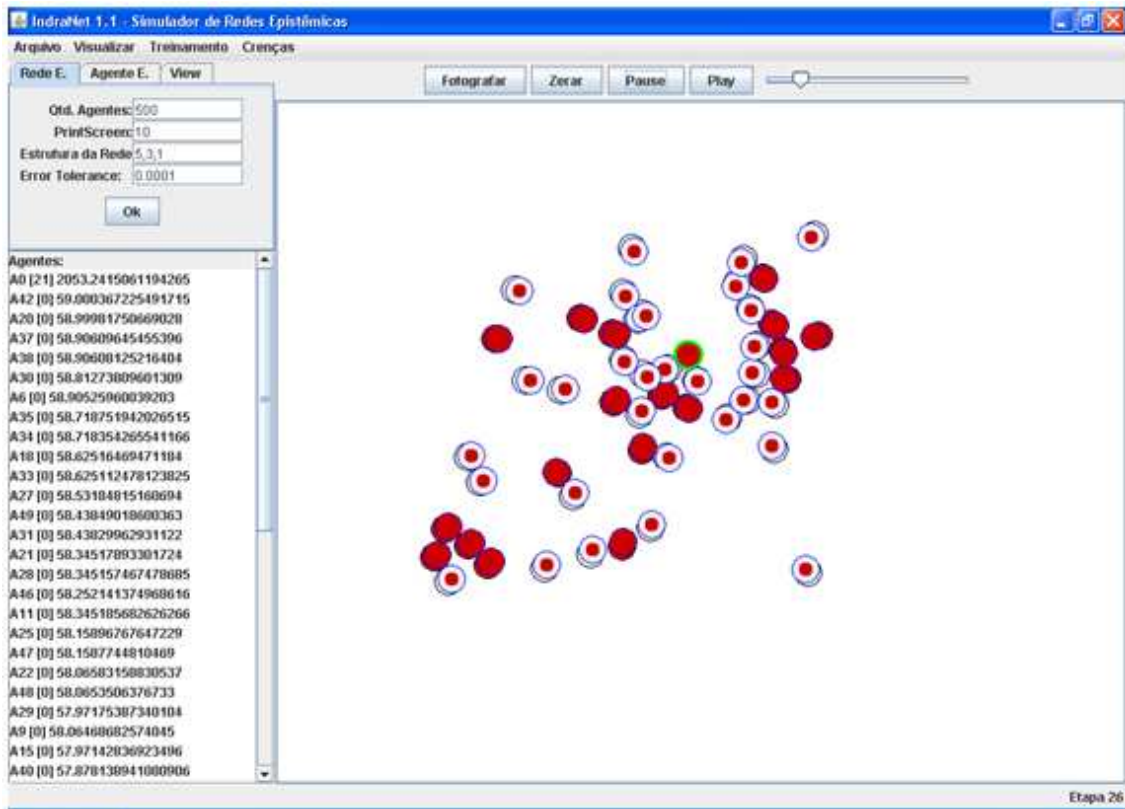 IndraNet 1.1 - Simulador de Redes Epistêmicas
Arquivo Visualizar Treinamento Crenças
Rede E. Agente E. View
Fotografar Zerar Pause Play
Qtd. Agentes: 500
PrintScreen: 10
Estrutura da Rede 5,3,1
Error Tolerance: 0.0001
Ok
Agentes:
A0 [21] 2053.2415061194265
A42 [0] 59.000367225491715
A20 [0] 58.99981750669028
A37 [0] 58.90609645455396
A38 [0] 58.90608125216404
A30 [0] 58.81273809601309
A6 [0] 58.90525960039203
A35 [0] 58.718751942026515
A34 [0] 58.718354265541166
A18 [0] 58.62516469471184
A33 [0] 58.625112478123825
A27 [0] 58.53184815168694
A49 [0] 58.43849018600363
A31 [0] 58.43829962931122
A21 [0] 58.34517893301724
A28 [0] 58.345157467478685
A46 [0] 58.252141374968616
A11 [0] 58.345185682626266
A25 [0] 58.15896767647229
A47 [0] 58.1587744810469
A22 [0] 58.06583158830537
A48 [0] 58.0653506376733
A29 [0] 57.97175387340104
A9 [0] 58.06468682574045
A15 [0] 57.97142836923496
A40 [0] 57.878138941080906
Etapa 26